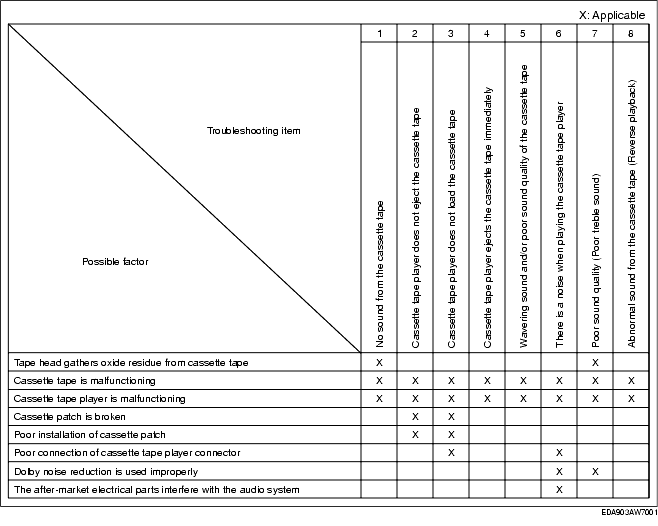 X: Applicable
1 2 3 4 5 6 7 8
Troubleshooting item
Possible factor
No sound from the cassette tape
Cassette tape player does not eject the cassette tape
Cassette tape player does not load the cassette tape
Cassette tape player ejects the cassette tape immediately
Wavering sound and/or poor sound quality of the cassette tape
There is a noise when playing the cassette tape player
Poor sound quality (Poor treble sound)
Abnormal sound from the cassette tape (Reverse playback)
Tape head gathers oxide residue from cassette tape X X
Cassette tape is malfunctioning X X X X X X X X
Cassette tape player is malfunctioning X X X X X X X X
Cassette patch is broken X X
Poor installation of cassette patch X X
Poor connection of cassette tape player connector X X
Dolby noise reduction is used improperly X X
The after-market electrical parts interfere with the audio system X
EDA903AW7001